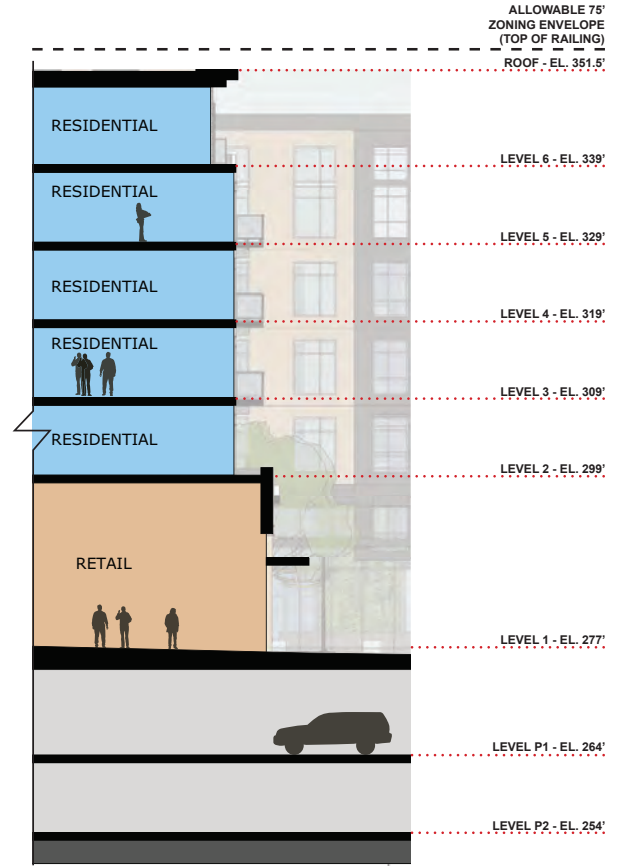 ALLOWABLE 75'
ZONING ENVELOPE
(TOP OF RAILING)
ROOF - EL. 351.5'
RESIDENTIAL
LEVEL 6 - EL. 339'
RESIDENTIAL
LEVEL 5 - EL. 329'
RESIDENTIAL
LEVEL 4 - EL. 319'
RESIDENTIAL
LEVEL 3 - EL. 309'
RESIDENTIAL
LEVEL 2 - EL. 299'
RETAIL
LEVEL 1 - EL. 277'
LEVEL P1 - EL. 264'
LEVEL P2 - EL. 254'